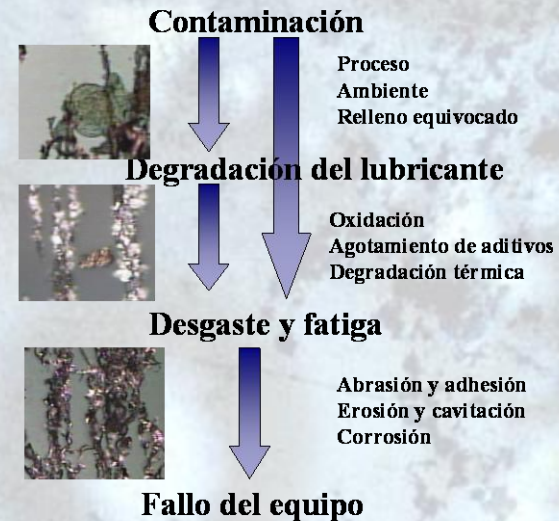 Contaminación
Proceso
Ambiente
Relleno equivocado
Degradación del lubricante
Oxidación
Agotamiento de aditivos
Degradación térmica
Desgaste y fatiga
Abrasión y adhesión
Erosión y cavitación
Corrosión
Fallo del equipo